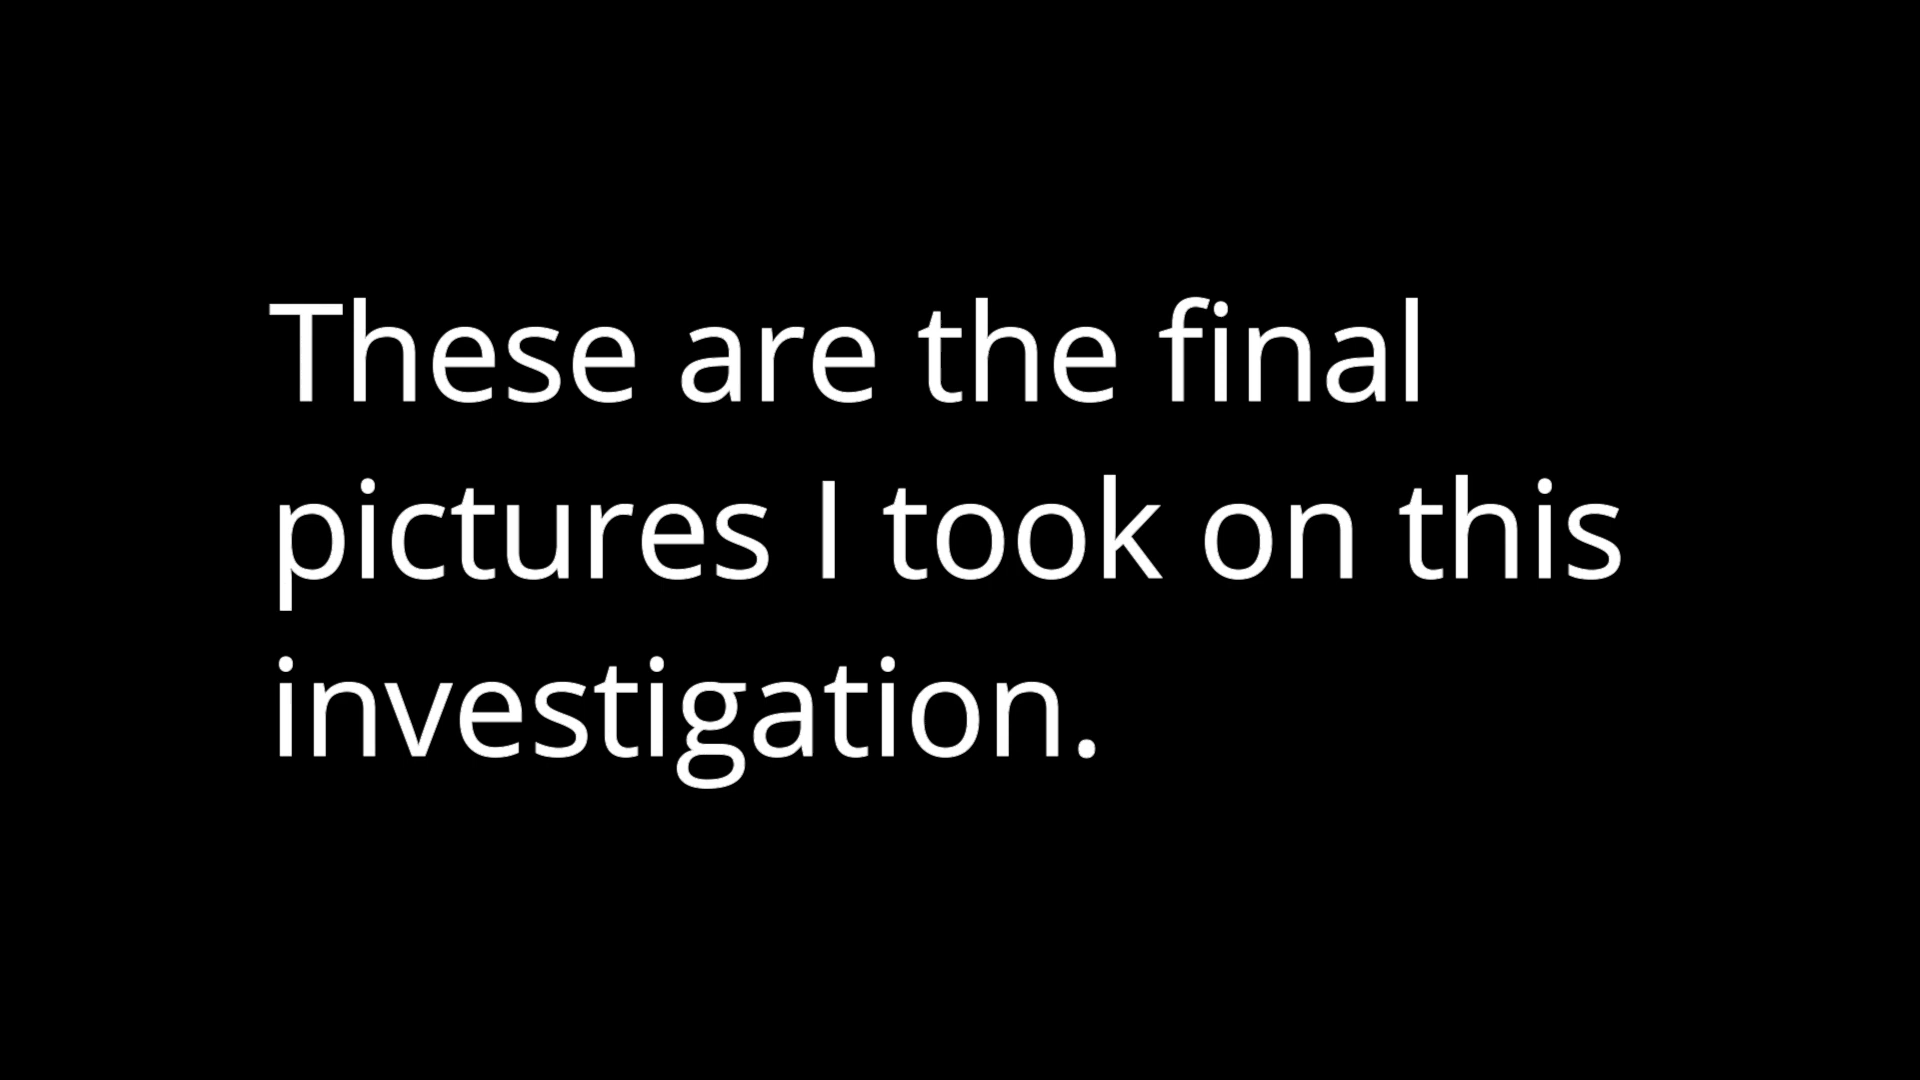 These are the final
pictures I took on this
investigation.